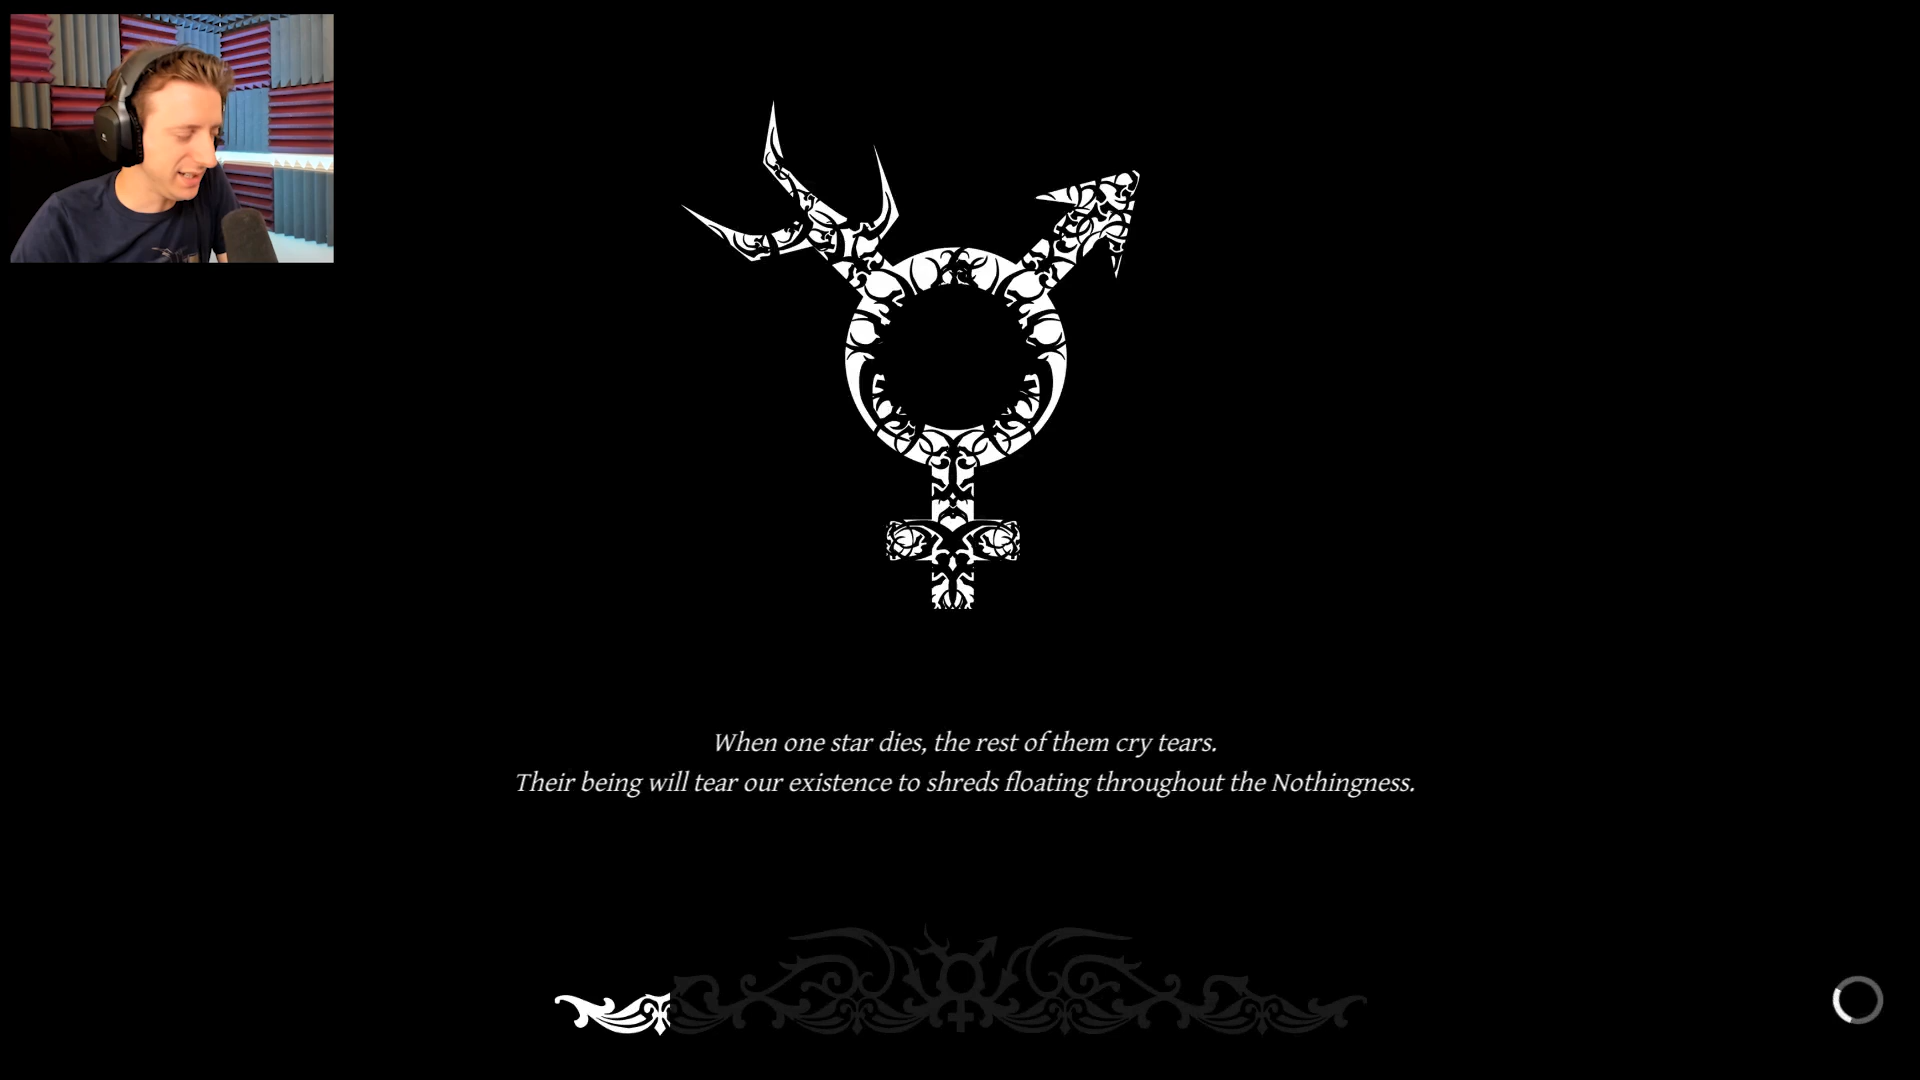 When one star dies, the rest of them cry tears.
Their being will tear our existence to shreds floating throughout the Nothingness.